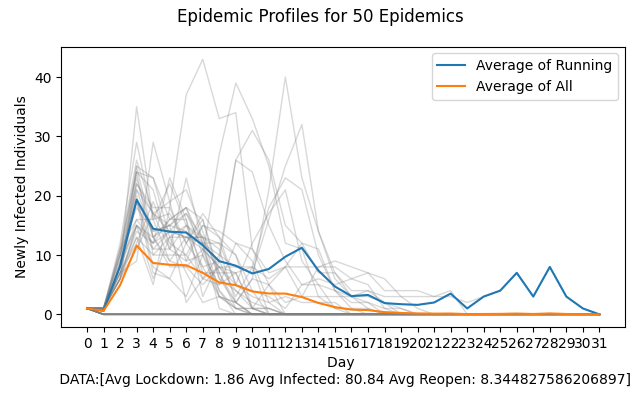 Epidemic Profiles for 50 Epidemics
Average of Running
Average of All
Newly Infected Individuals
40
30
20
10
0
0 1 2 3 4 5 6 7 8 9 10 11 12 13 14 15 16 17 18 19 20 21 22 23 24 25 26 27 28 29 30 31
Day
DATA:[Avg Lockdown: 1.86 Avg Infected: 80.84 Avg Reopen: 8.344827586206897]